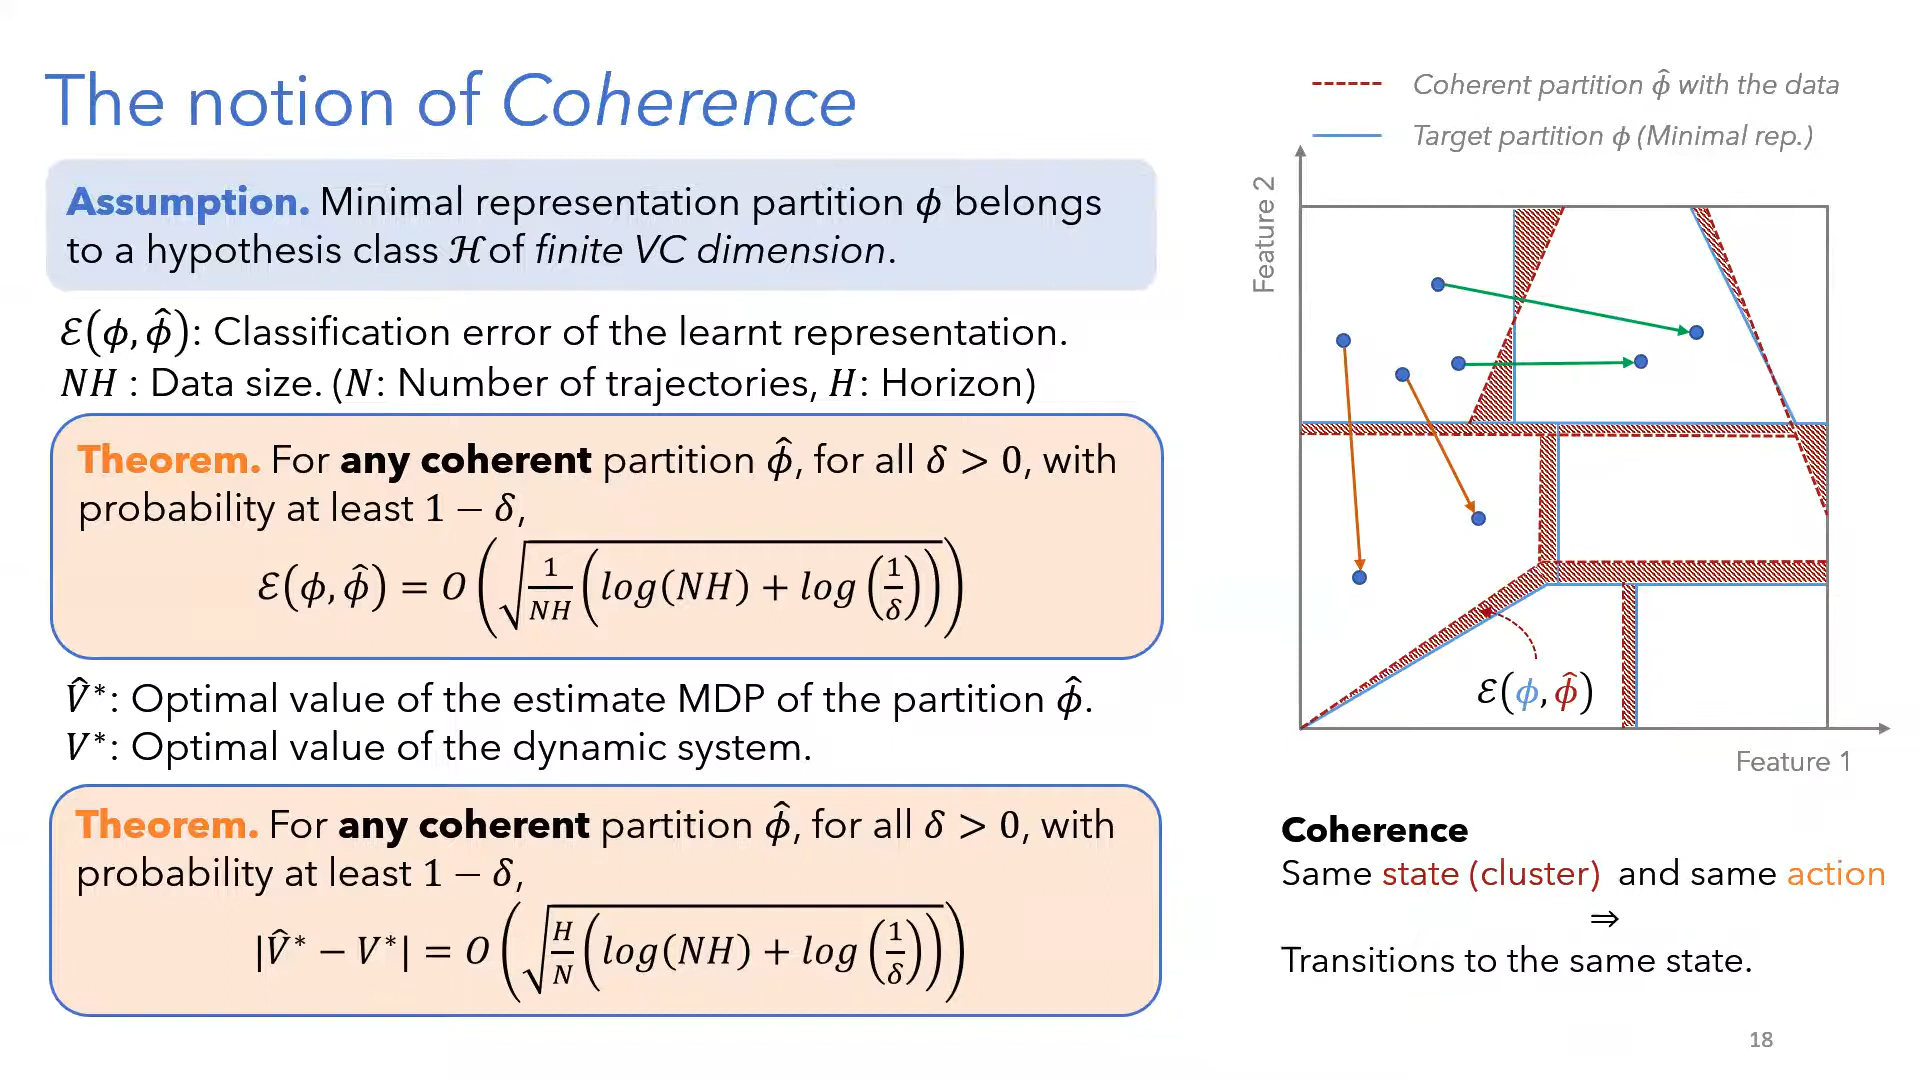 The notion of Coherence
Assumption. Minimal representation partition ϕ belongs
to a hypothesis class ℋ of finite VC dimension.
ℰ(ϕ, ϕ̂): Classification error of the learnt representation.
NH : Data size. (N: Number of trajectories, H: Horizon)
Theorem. For any coherent partition ϕ̂, for all δ > 0, with
probability at least 1 − δ,
ℰ(ϕ, ϕ̂) = O(√(1/NH (log(NH) + log(1/δ))))
V̂*: Optimal value of the estimate MDP of the partition ϕ̂.
V*: Optimal value of the dynamic system.
Theorem. For any coherent partition ϕ̂, for all δ > 0, with
probability at least 1 − δ,
|V̂* − V*| = O(√(H/N (log(NH) + log(1/δ))))
Coherent partition ϕ̂ with the data
Target partition ϕ (Minimal rep.)
Feature 2
ℰ(ϕ, ϕ̂)
Feature 1
Coherence
Same state (cluster) and same action
⇒
Transitions to the same state.
18